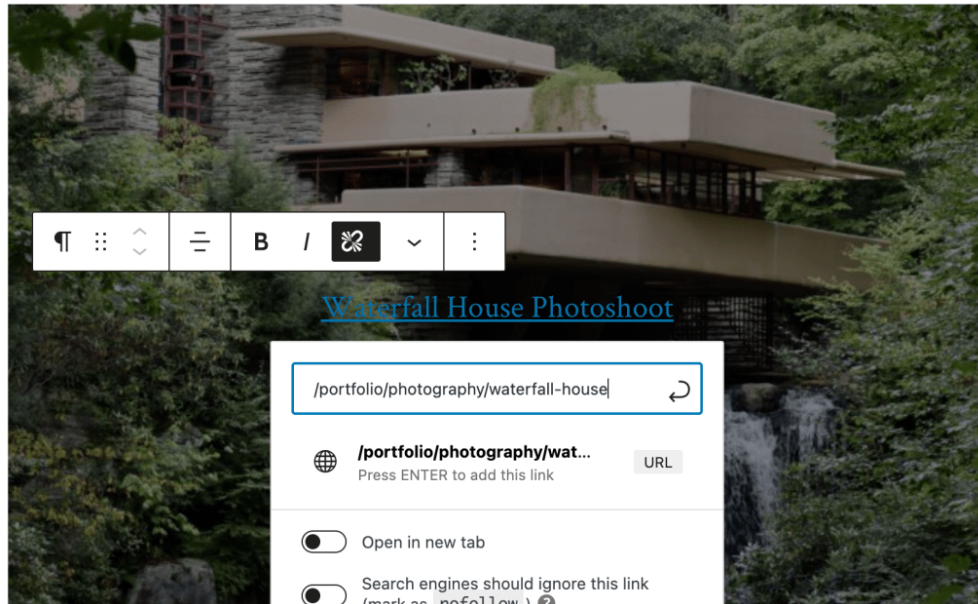 B I
Waterfall House Photoshoot
/portfolio/photography/waterfall-house
/portfolio/photography/wat...
URL
Press ENTER to add this link
Open in new tab
Search engines should ignore this link
(mark as nofollow )